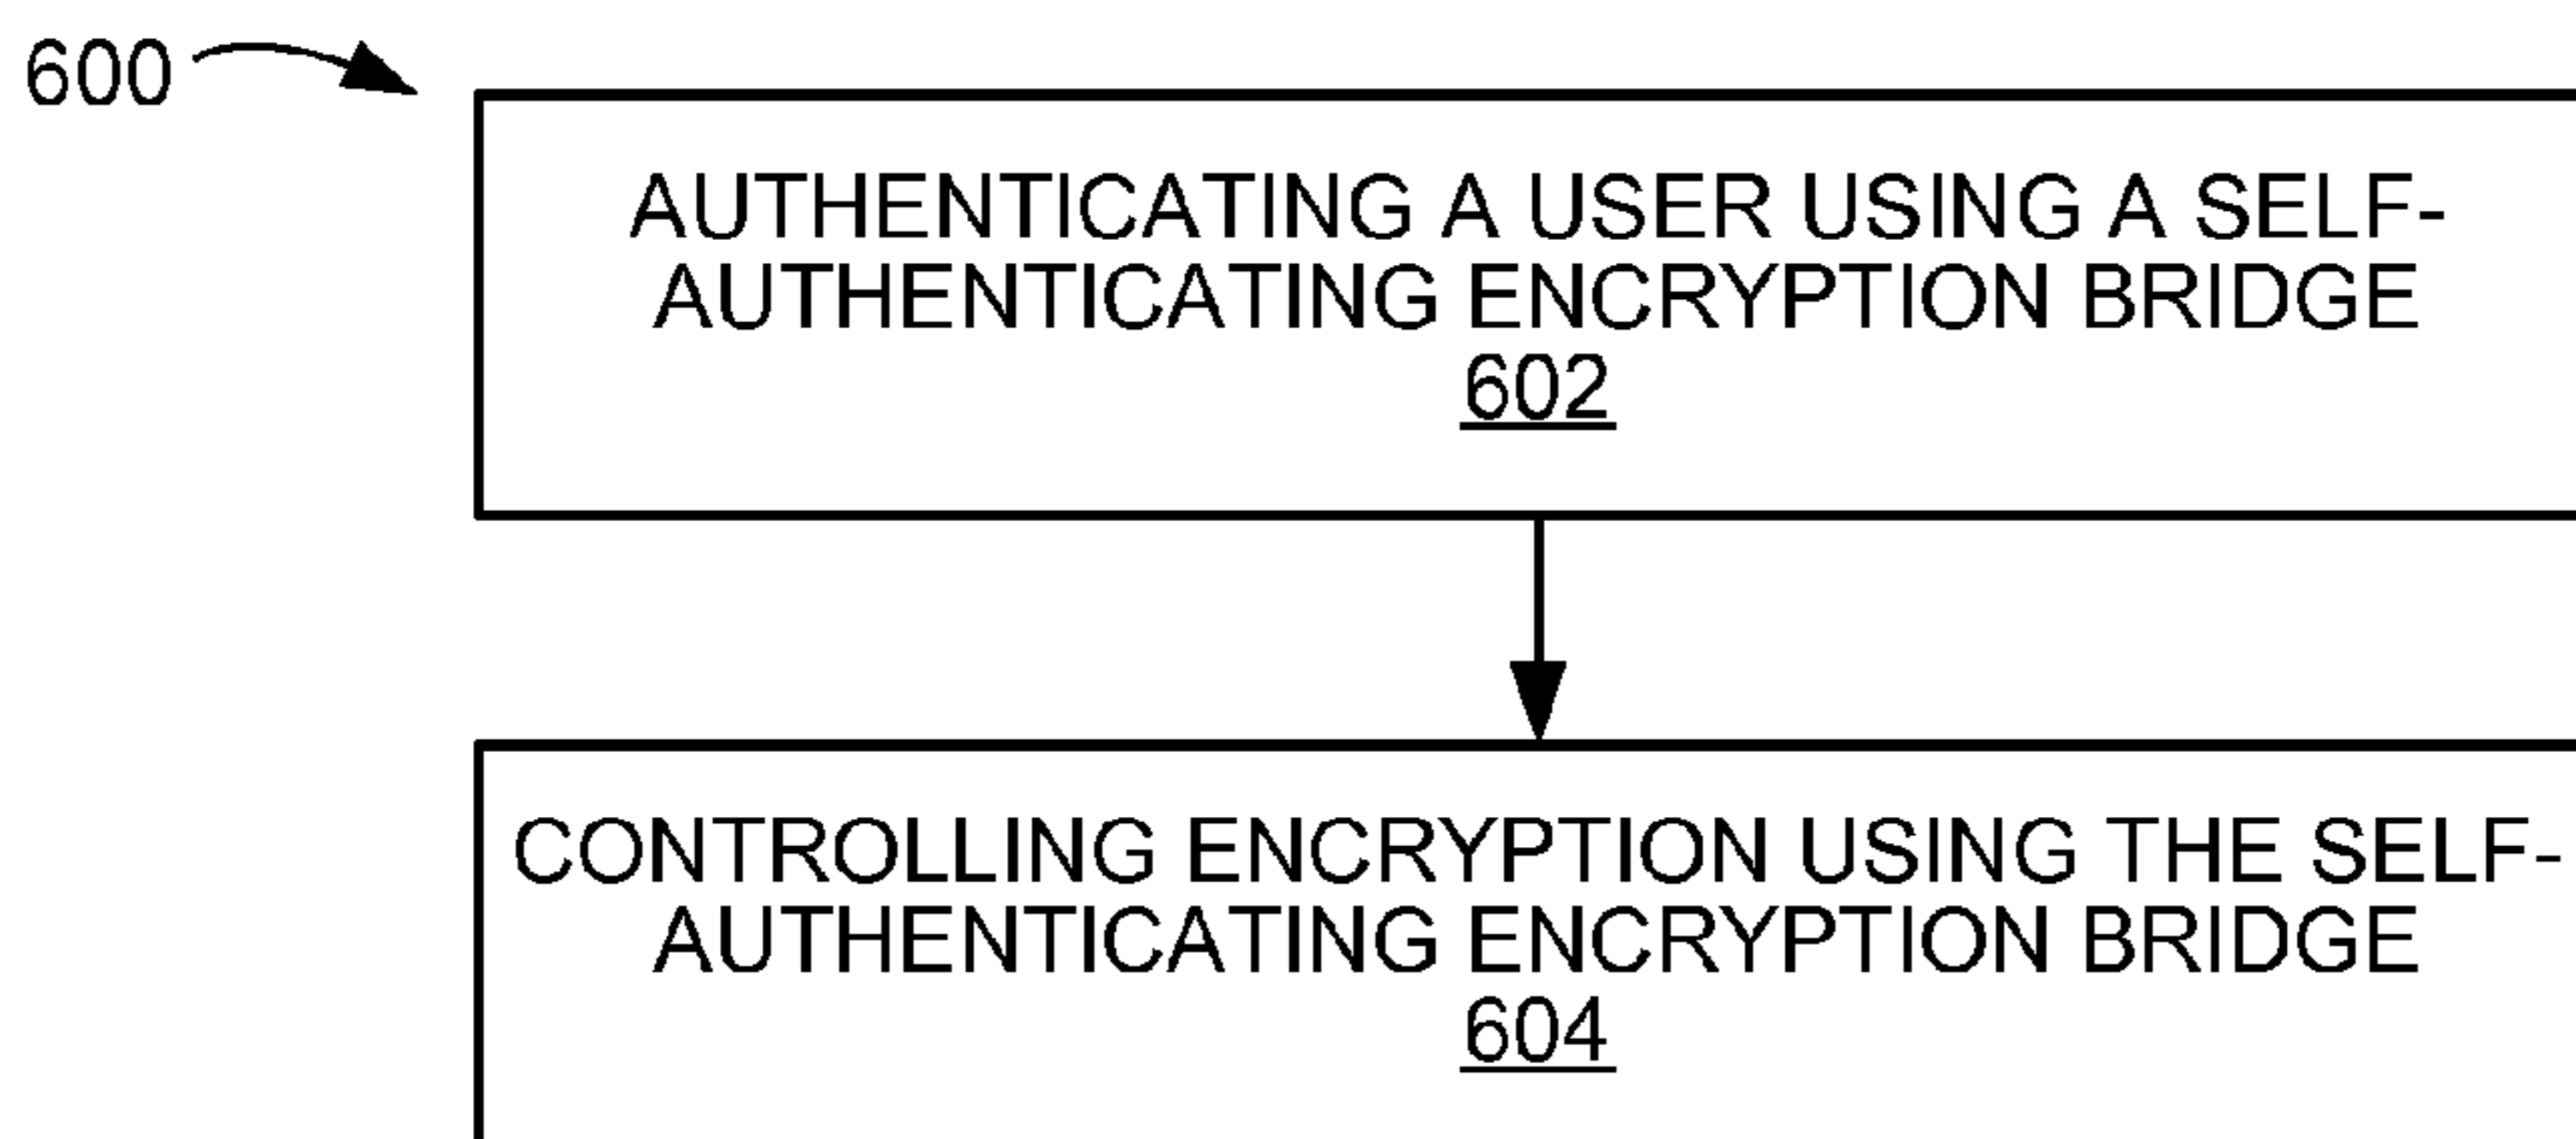 600
AUTHENTICATING A USER USING A SELF-
AUTHENTICATING ENCRYPTION BRIDGE
602
CONTROLLING ENCRYPTION USING THE SELF-
AUTHENTICATING ENCRYPTION BRIDGE
604